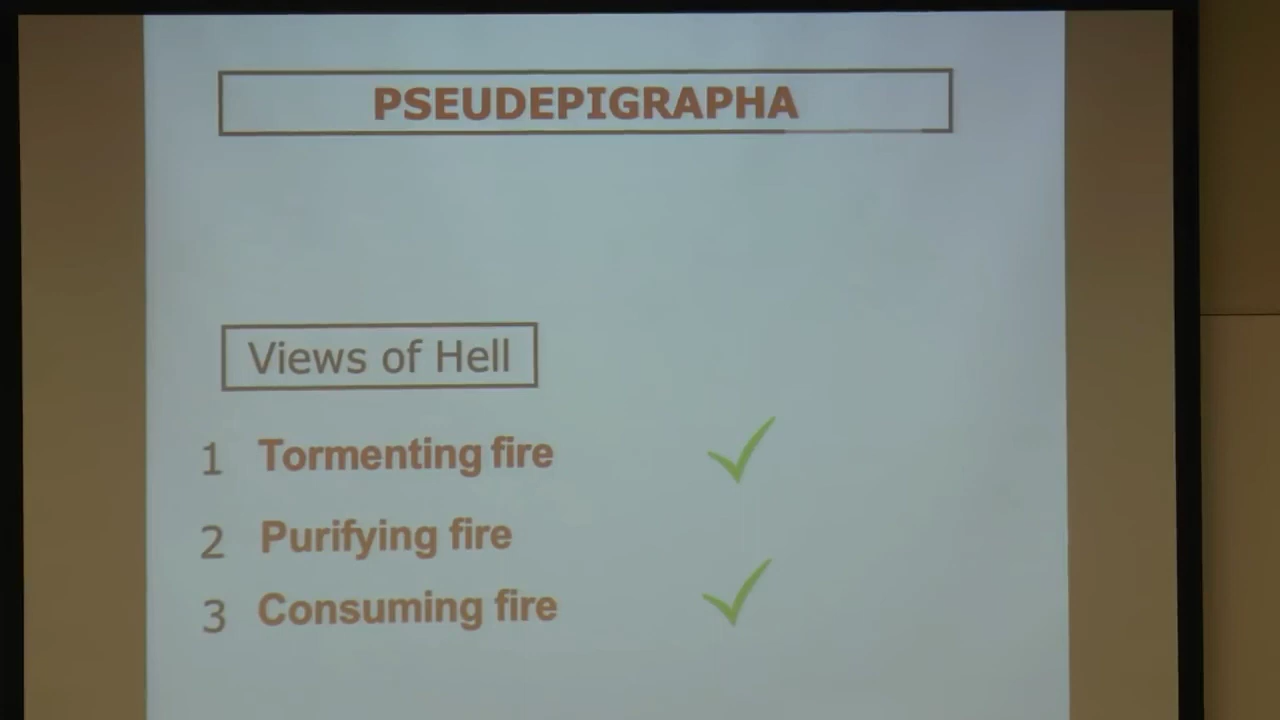 PSEUDEPIGRAPHA
Views of Hell
1 Tormenting fire
2 Purifying fire
3 Consuming fire